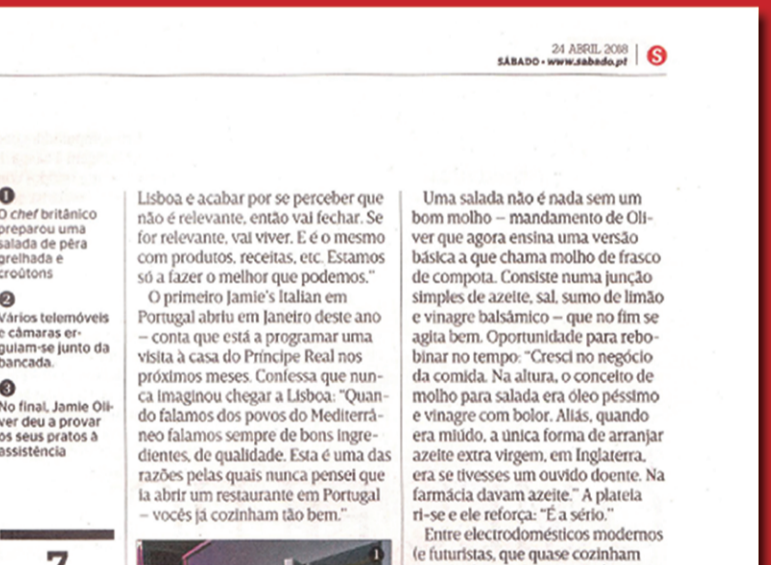 24 ABRIL 2018
SÁBADO • www.sabado.pt
S
1
O chef britânico
preparou uma
salada de pêra
grelhada e
croûtons
2
Vários telemóveis
e câmaras er-
guiam-se junto da
bancada.
3
No final, Jamie Oli-
ver deu a provar
os seus pratos à
assistência
7
Lisboa e acabar por se perceber que
não é relevante, então vai fechar. Se
for relevante, vai viver. E é o mesmo
com produtos, receitas, etc. Estamos
só a fazer o melhor que podemos.”
O primeiro Jamie's Italian em
Portugal abriu em Janeiro deste ano
– conta que está a programar uma
visita à casa do Príncipe Real nos
próximos meses. Confessa que nun-
ca imaginou chegar a Lisboa: “Quan-
do falamos dos povos do Mediterrâ-
neo falamos sempre de bons ingre-
dientes, de qualidade. Esta é uma das
razões pelas quais nunca pensei que
ia abrir um restaurante em Portugal
– vocês já cozinham tão bem.”
1
Uma salada não é nada sem um
bom molho – mandamento de Oli-
ver que agora ensina uma versão
básica a que chama molho de frasco
de compota. Consiste numa junção
simples de azeite, sal, sumo de limão
e vinagre balsâmico – que no fim se
agita bem. Oportunidade para rebo-
binar no tempo: “Cresci no negócio
da comida. Na altura, o conceito de
molho para salada era óleo péssimo
e vinagre com bolor. Aliás, quando
era miúdo, a única forma de arranjar
azeite extra virgem, em Inglaterra,
era se tivesses um ouvido doente. Na
farmácia davam azeite.” A plateia
ri-se e ele reforça: “É a sério.”
Entre electrodomésticos modernos
(e futuristas, que quase cozinham